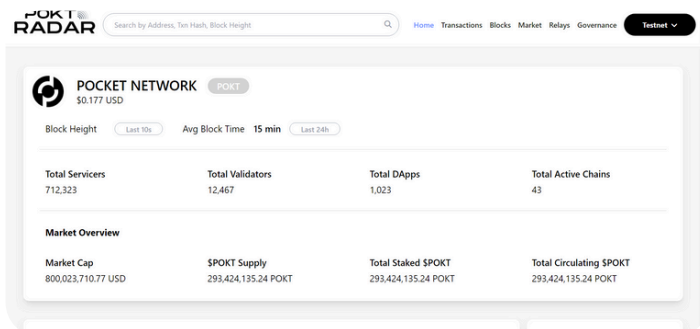 POKT
RADAR
Search by Address, Txn Hash, Block Height
Home Transactions Blocks Market Relays Governance Testnet
POCKET NETWORK POKT
$0.177 USD
Block Height Last 10s Avg Block Time 15 min Last 24h
Total Servicers Total Validators Total DApps Total Active Chains
712,323 12,467 1,023 43
Market Overview
Market Cap $POKT Supply Total Staked $POKT Total Circulating $POKT
800,023,710.77 USD 293,424,135.24 POKT 293,424,135.24 POKT 293,424,135.24 POKT